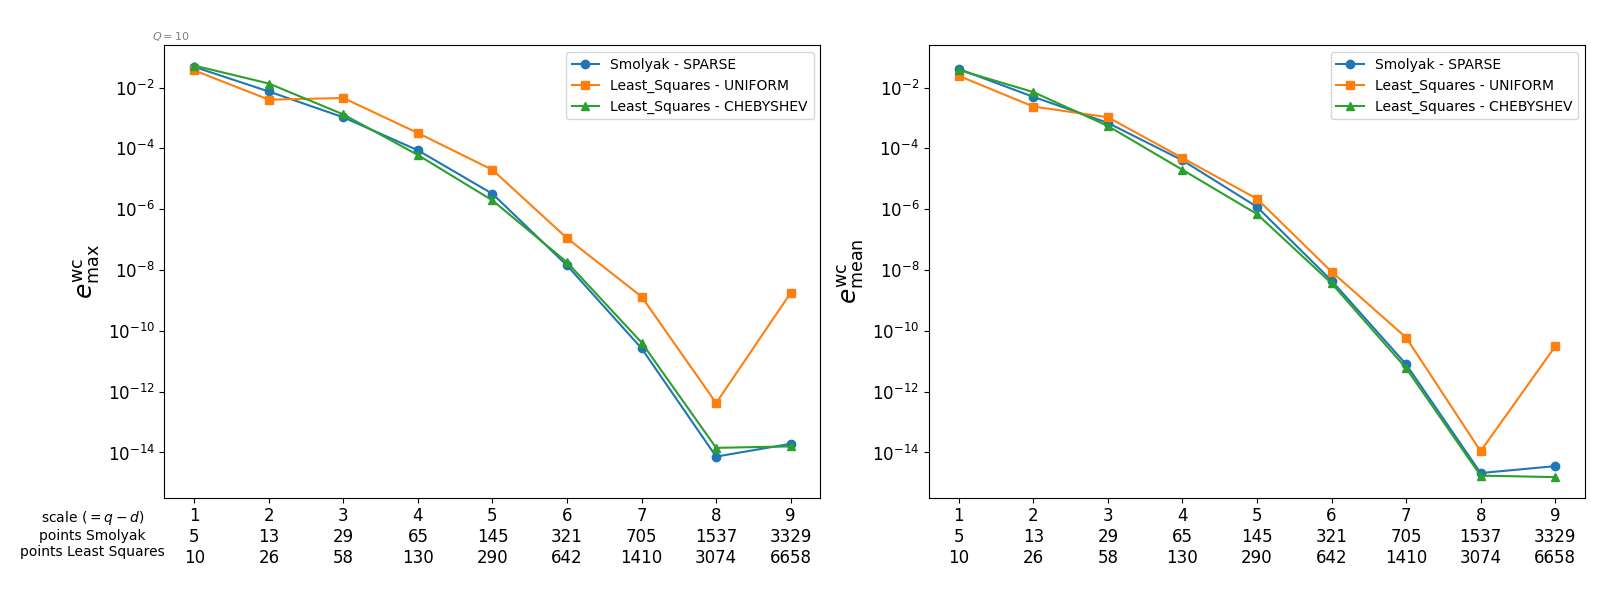 Q = 10
Smolyak - SPARSE
Least_Squares - UNIFORM
Least_Squares - CHEBYSHEV
10⁻²
10⁻⁴
10⁻⁶
10⁻⁸
10⁻¹⁰
10⁻¹²
10⁻¹⁴
e^wc_max
scale (= q − d) 1 2 3 4 5 6 7 8 9
points Smolyak 5 13 29 65 145 321 705 1537 3329
points Least Squares 10 26 58 130 290 642 1410 3074 6658
Smolyak - SPARSE
Least_Squares - UNIFORM
Least_Squares - CHEBYSHEV
10⁻²
10⁻⁴
10⁻⁶
10⁻⁸
10⁻¹⁰
10⁻¹²
10⁻¹⁴
e^wc_mean
1 2 3 4 5 6 7 8 9
5 13 29 65 145 321 705 1537 3329
10 26 58 130 290 642 1410 3074 6658